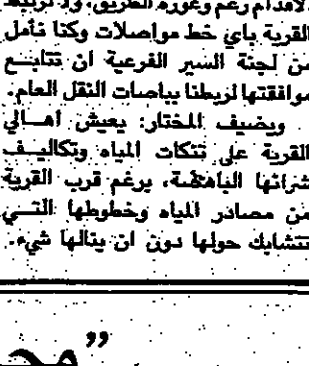 الاقدام رغم وعورة الطريق، ولا تربط
القرية باي خط مواصلات وكنا نأمل
من لجنة السير الفرعية ان تتابع
موافقتها لربطنا بباصات النقل العام.
ويضيف المختار: يعيش اهالي
القرية على تنكات المياه وتكاليف
شرائها الباهظة، برغم قرب القرية
من مصادر المياه وخطوطها التي
تتشابك حولها دون ان ينالها شيء.
”